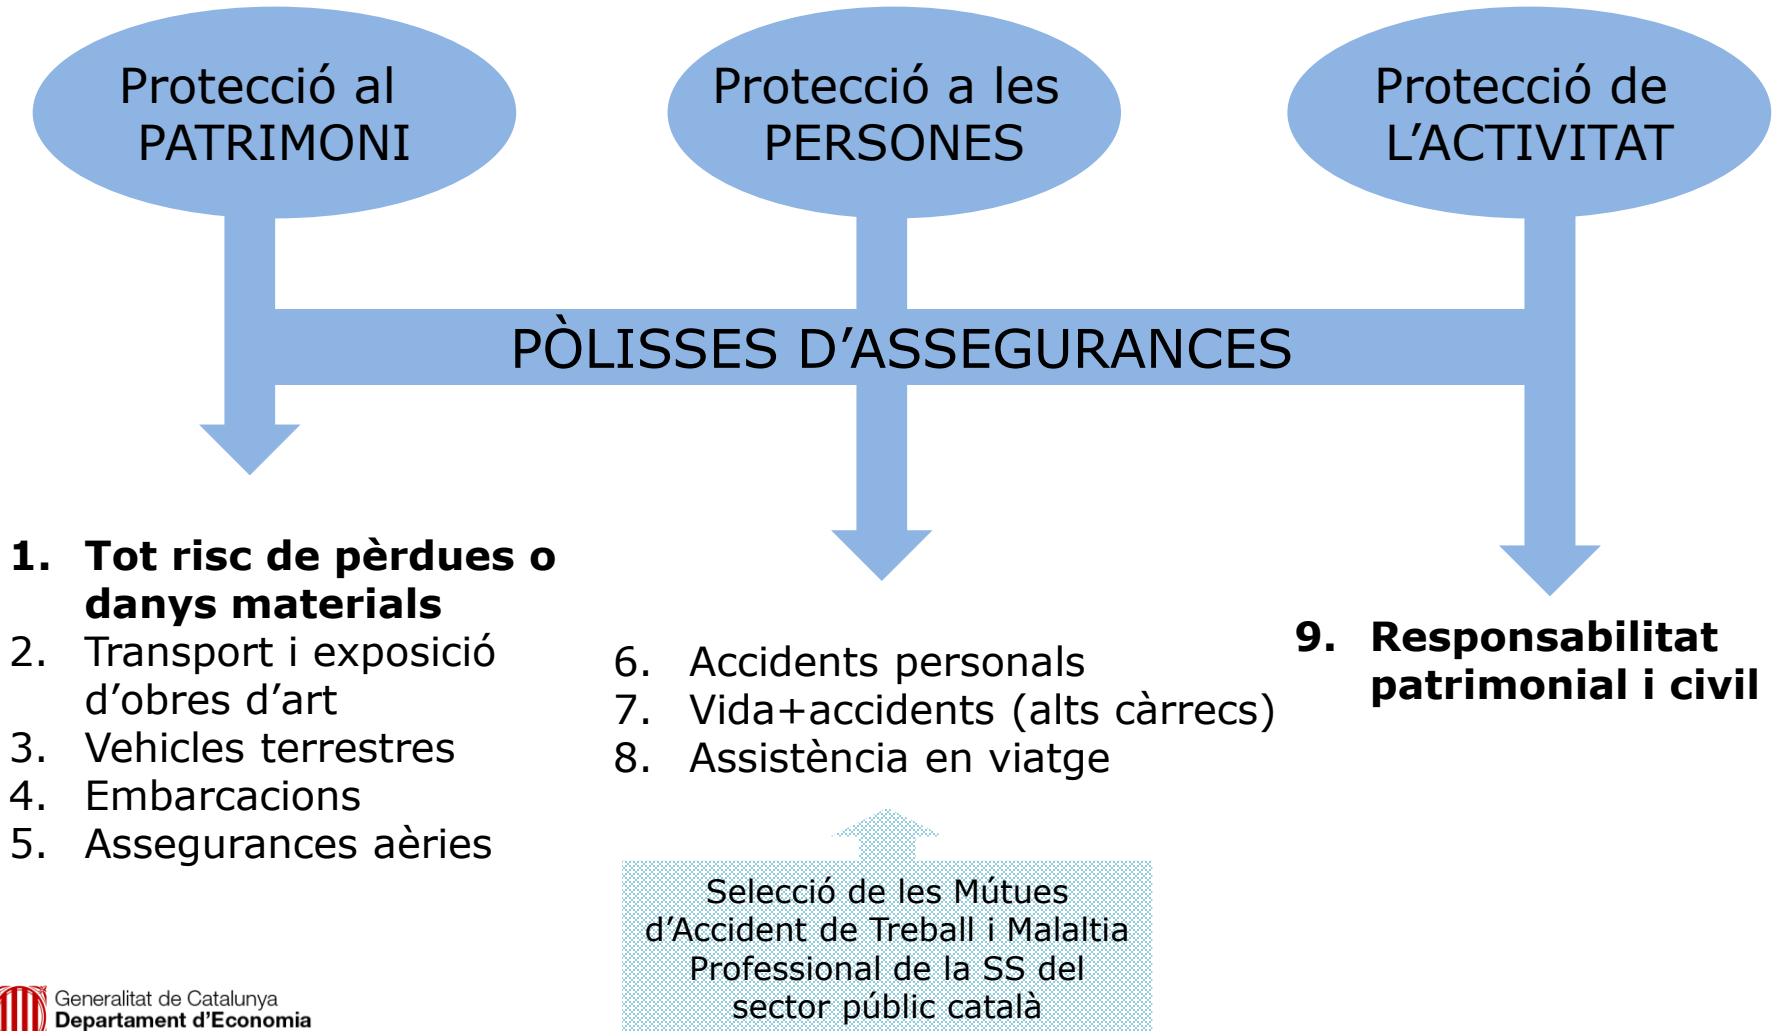 Protecció al
PATRIMONI
Protecció a les
PERSONES
Protecció de
L’ACTIVITAT
PÒLISSES D’ASSEGURANCES
1. Tot risc de pèrdues o
danys materials
2. Transport i exposició
d’obres d’art
3. Vehicles terrestres
4. Embarcacions
5. Assegurances aèries
6. Accidents personals
7. Vida+accidents (alts càrrecs)
8. Assistència en viatge
9. Responsabilitat
patrimonial i civil
Selecció de les Mútues
d’Accident de Treball i Malaltia
Professional de la SS del
sector públic català
Generalitat de Catalunya
Departament d’Economia